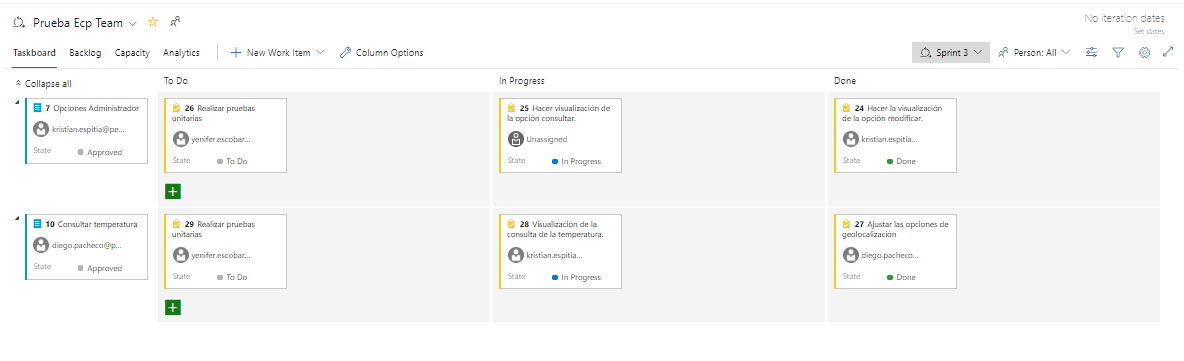 Prueba Ecp Team
No iteration dates
Set dates
Taskboard Backlog Capacity Analytics New Work Item Column Options Sprint 3 Person: All
Collapse all To Do In Progress Done
7 Opciones Administrador
kristian.espitia@pe...
State Approved
26 Realizar pruebas
unitarias
yenifer.escobar...
State To Do
25 Hacer visualización de
la opción consultar.
Unassigned
State In Progress
24 Hacer la visualización
de la opción modificar.
kristian.espitia...
State Done
10 Consultar temperatura
diego.pacheco@p...
State Approved
29 Realizar pruebas
unitarias
yenifer.escobar...
State To Do
28 Visualización de la
consulta de la temperatura.
kristian.espitia...
State In Progress
27 Ajustar las opciones de
geolocalización
diego.pacheco...
State Done